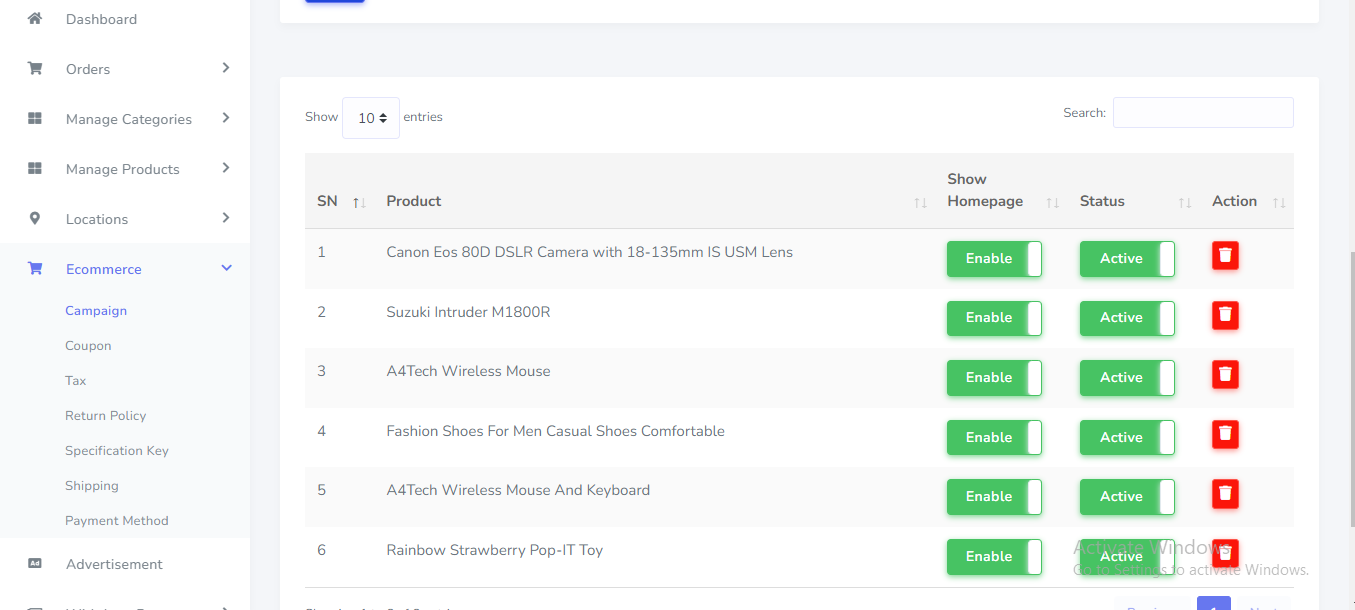 Dashboard
Orders
Manage Categories
Manage Products
Locations
Ecommerce
Campaign
Coupon
Tax
Return Policy
Specification Key
Shipping
Payment Method
Ad
Advertisement
Show 10 entries
Search:
SN Product Show Homepage Status Action
1 Canon Eos 80D DSLR Camera with 18-135mm IS USM Lens Enable Active
2 Suzuki Intruder M1800R Enable Active
3 A4Tech Wireless Mouse Enable Active
4 Fashion Shoes For Men Casual Shoes Comfortable Enable Active
5 A4Tech Wireless Mouse And Keyboard Enable Active
6 Rainbow Strawberry Pop-IT Toy Enable Active
Activate Windows
Go to Settings to activate Windows.